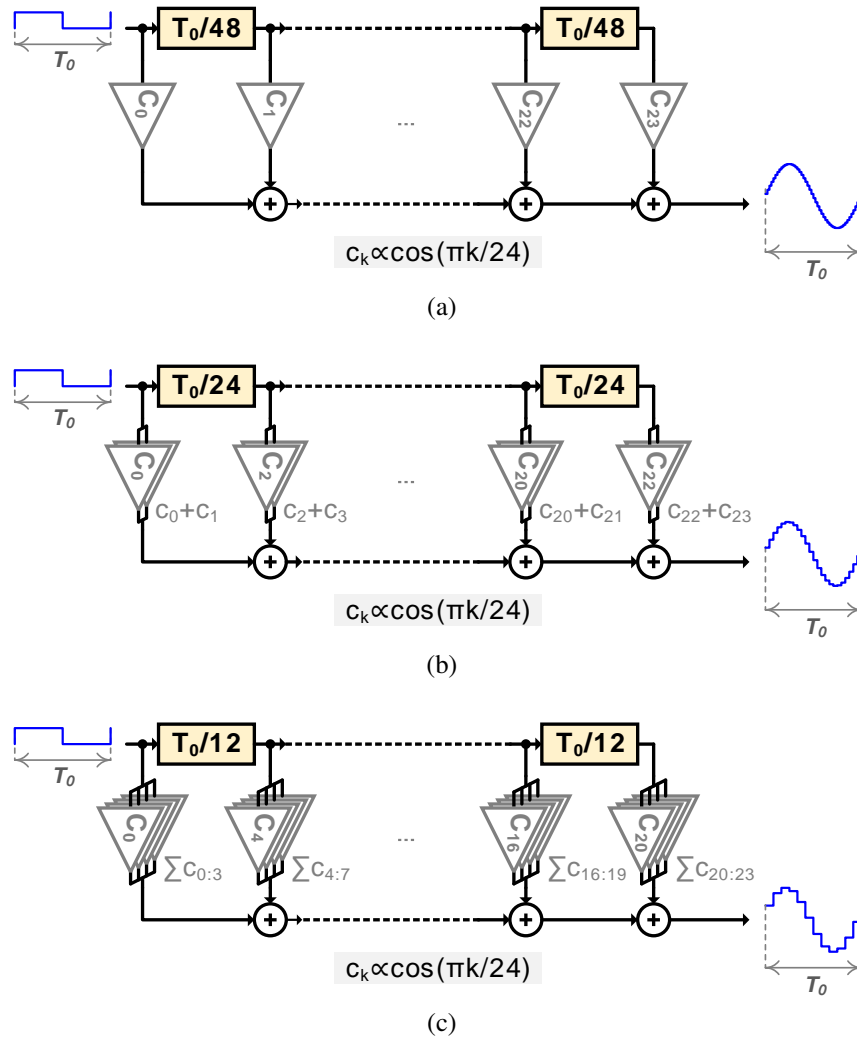 T₀/48 T₀/48
T₀
C₀ C₁ ... C₂₂ C₂₃
+ + +
cₖ∝cos(πk/24)
T₀
(a)
T₀/24 T₀/24
T₀
C₀ C₂ ... C₂₀ C₂₂
c₀+c₁ c₂+c₃ c₂₀+c₂₁ c₂₂+c₂₃
+ + +
cₖ∝cos(πk/24)
T₀
(b)
T₀/12 T₀/12
T₀
C₀ C₄ ... C₁₆ C₂₀
∑c₀:₃ ∑c₄:₇ ∑c₁₆:₁₉ ∑c₂₀:₂₃
+ + +
cₖ∝cos(πk/24)
T₀
(c)